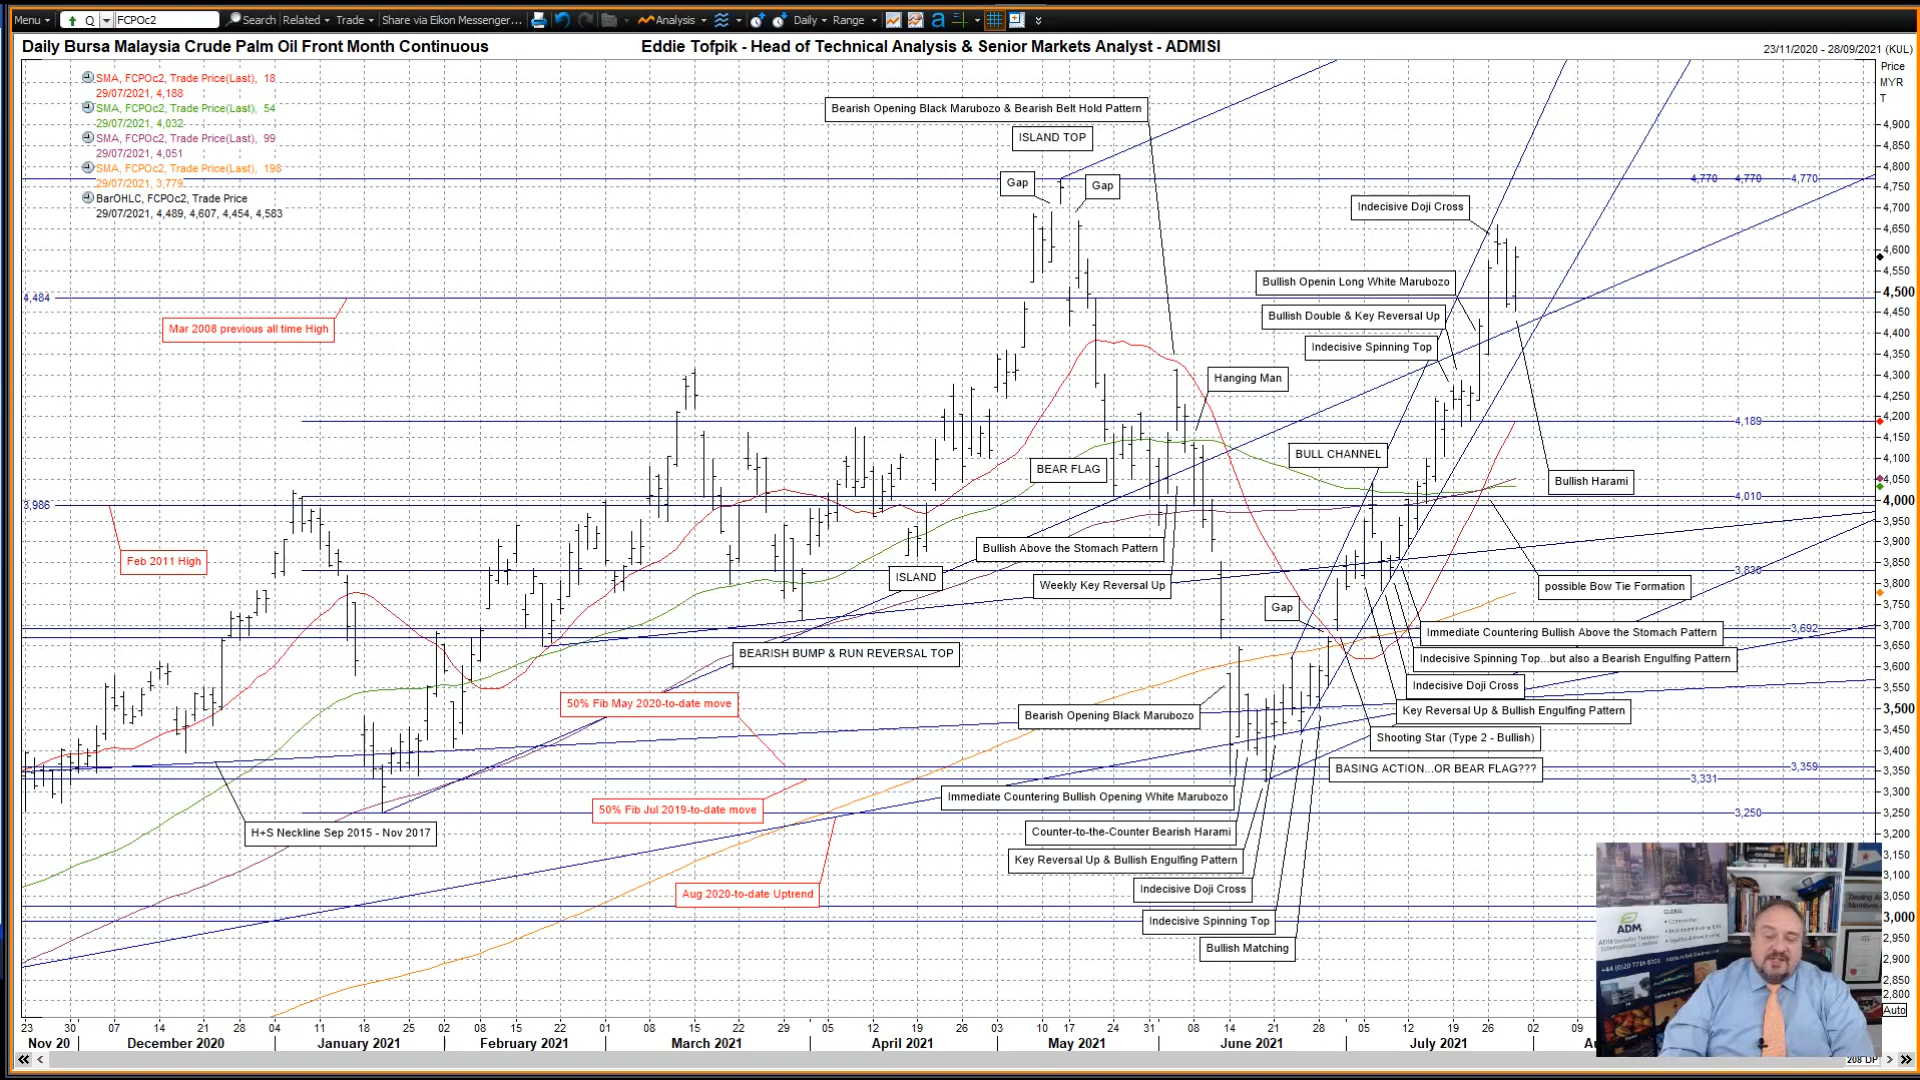 Menu
Q
FCPOc2
Search
Related
Trade
Share via Eikon Messenger...
Analysis
Daily
Range
Daily Bursa Malaysia Crude Palm Oil Front Month Continuous
Eddie Tofpik - Head of Technical Analysis & Senior Markets Analyst - ADMISI
23/11/2020 - 28/09/2021 (KUL)
SMA, FCPOc2, Trade Price(Last), 18
29/07/2021, 4,188
SMA, FCPOc2, Trade Price(Last), 54
29/07/2021, 4,032
SMA, FCPOc2, Trade Price(Last), 99
29/07/2021, 4,051
SMA, FCPOc2, Trade Price(Last), 198
29/07/2021, 3,779
BarOHLC, FCPOc2, Trade Price
29/07/2021, 4,489, 4,607, 4,454, 4,583
Price
MYR
T
Bearish Opening Black Marubozo & Bearish Belt Hold Pattern
ISLAND TOP
Gap
Gap
4,770 4,770 4,770
Indecisive Doji Cross
Bullish Openin Long White Marubozo
4,484
Bullish Double & Key Reversal Up
Mar 2008 previous all time High
Indecisive Spinning Top
Hanging Man
4,189
BULL CHANNEL
BEAR FLAG
Bullish Harami
4,010
3,986
Bullish Above the Stomach Pattern
Feb 2011 High
3,830
ISLAND
Weekly Key Reversal Up
possible Bow Tie Formation
Gap
3,692
Immediate Countering Bullish Above the Stomach Pattern
BEARISH BUMP & RUN REVERSAL TOP
Indecisive Spinning Top...but also a Bearish Engulfing Pattern
Indecisive Doji Cross
50% Fib May 2020-to-date move
Key Reversal Up & Bullish Engulfing Pattern
Bearish Opening Black Marubozo
Shooting Star (Type 2 - Bullish)
BASING ACTION...OR BEAR FLAG???
3,359
3,331
Immediate Countering Bullish Opening White Marubozo
50% Fib Jul 2019-to-date move
3,250
H+S Neckline Sep 2015 - Nov 2017
Counter-to-the-Counter Bearish Harami
Key Reversal Up & Bullish Engulfing Pattern
Indecisive Doji Cross
Aug 2020-to-date Uptrend
Indecisive Spinning Top
Bullish Matching
4,900
4,850
4,800
4,750
4,700
4,650
4,600
4,550
4,500
4,450
4,400
4,350
4,300
4,250
4,200
4,150
4,100
4,050
4,000
3,950
3,900
3,850
3,800
3,750
3,700
3,650
3,600
3,550
3,500
3,450
3,400
3,350
3,300
3,250
3,200
3,150
3,100
3,050
3,000
2,950
2,900
2,850
2,800
Auto
GLOBAL
ADM
23 30 07 14 21 28 04 11 18 25 02 08 15 22 01 08 15 22 29 05 12 19 26 03 10 17 24 31 08 14 21 28 05 12 19 26 02 09
Nov 20 December 2020 January 2021 February 2021 March 2021 April 2021 May 2021 June 2021 July 2021
208 DP